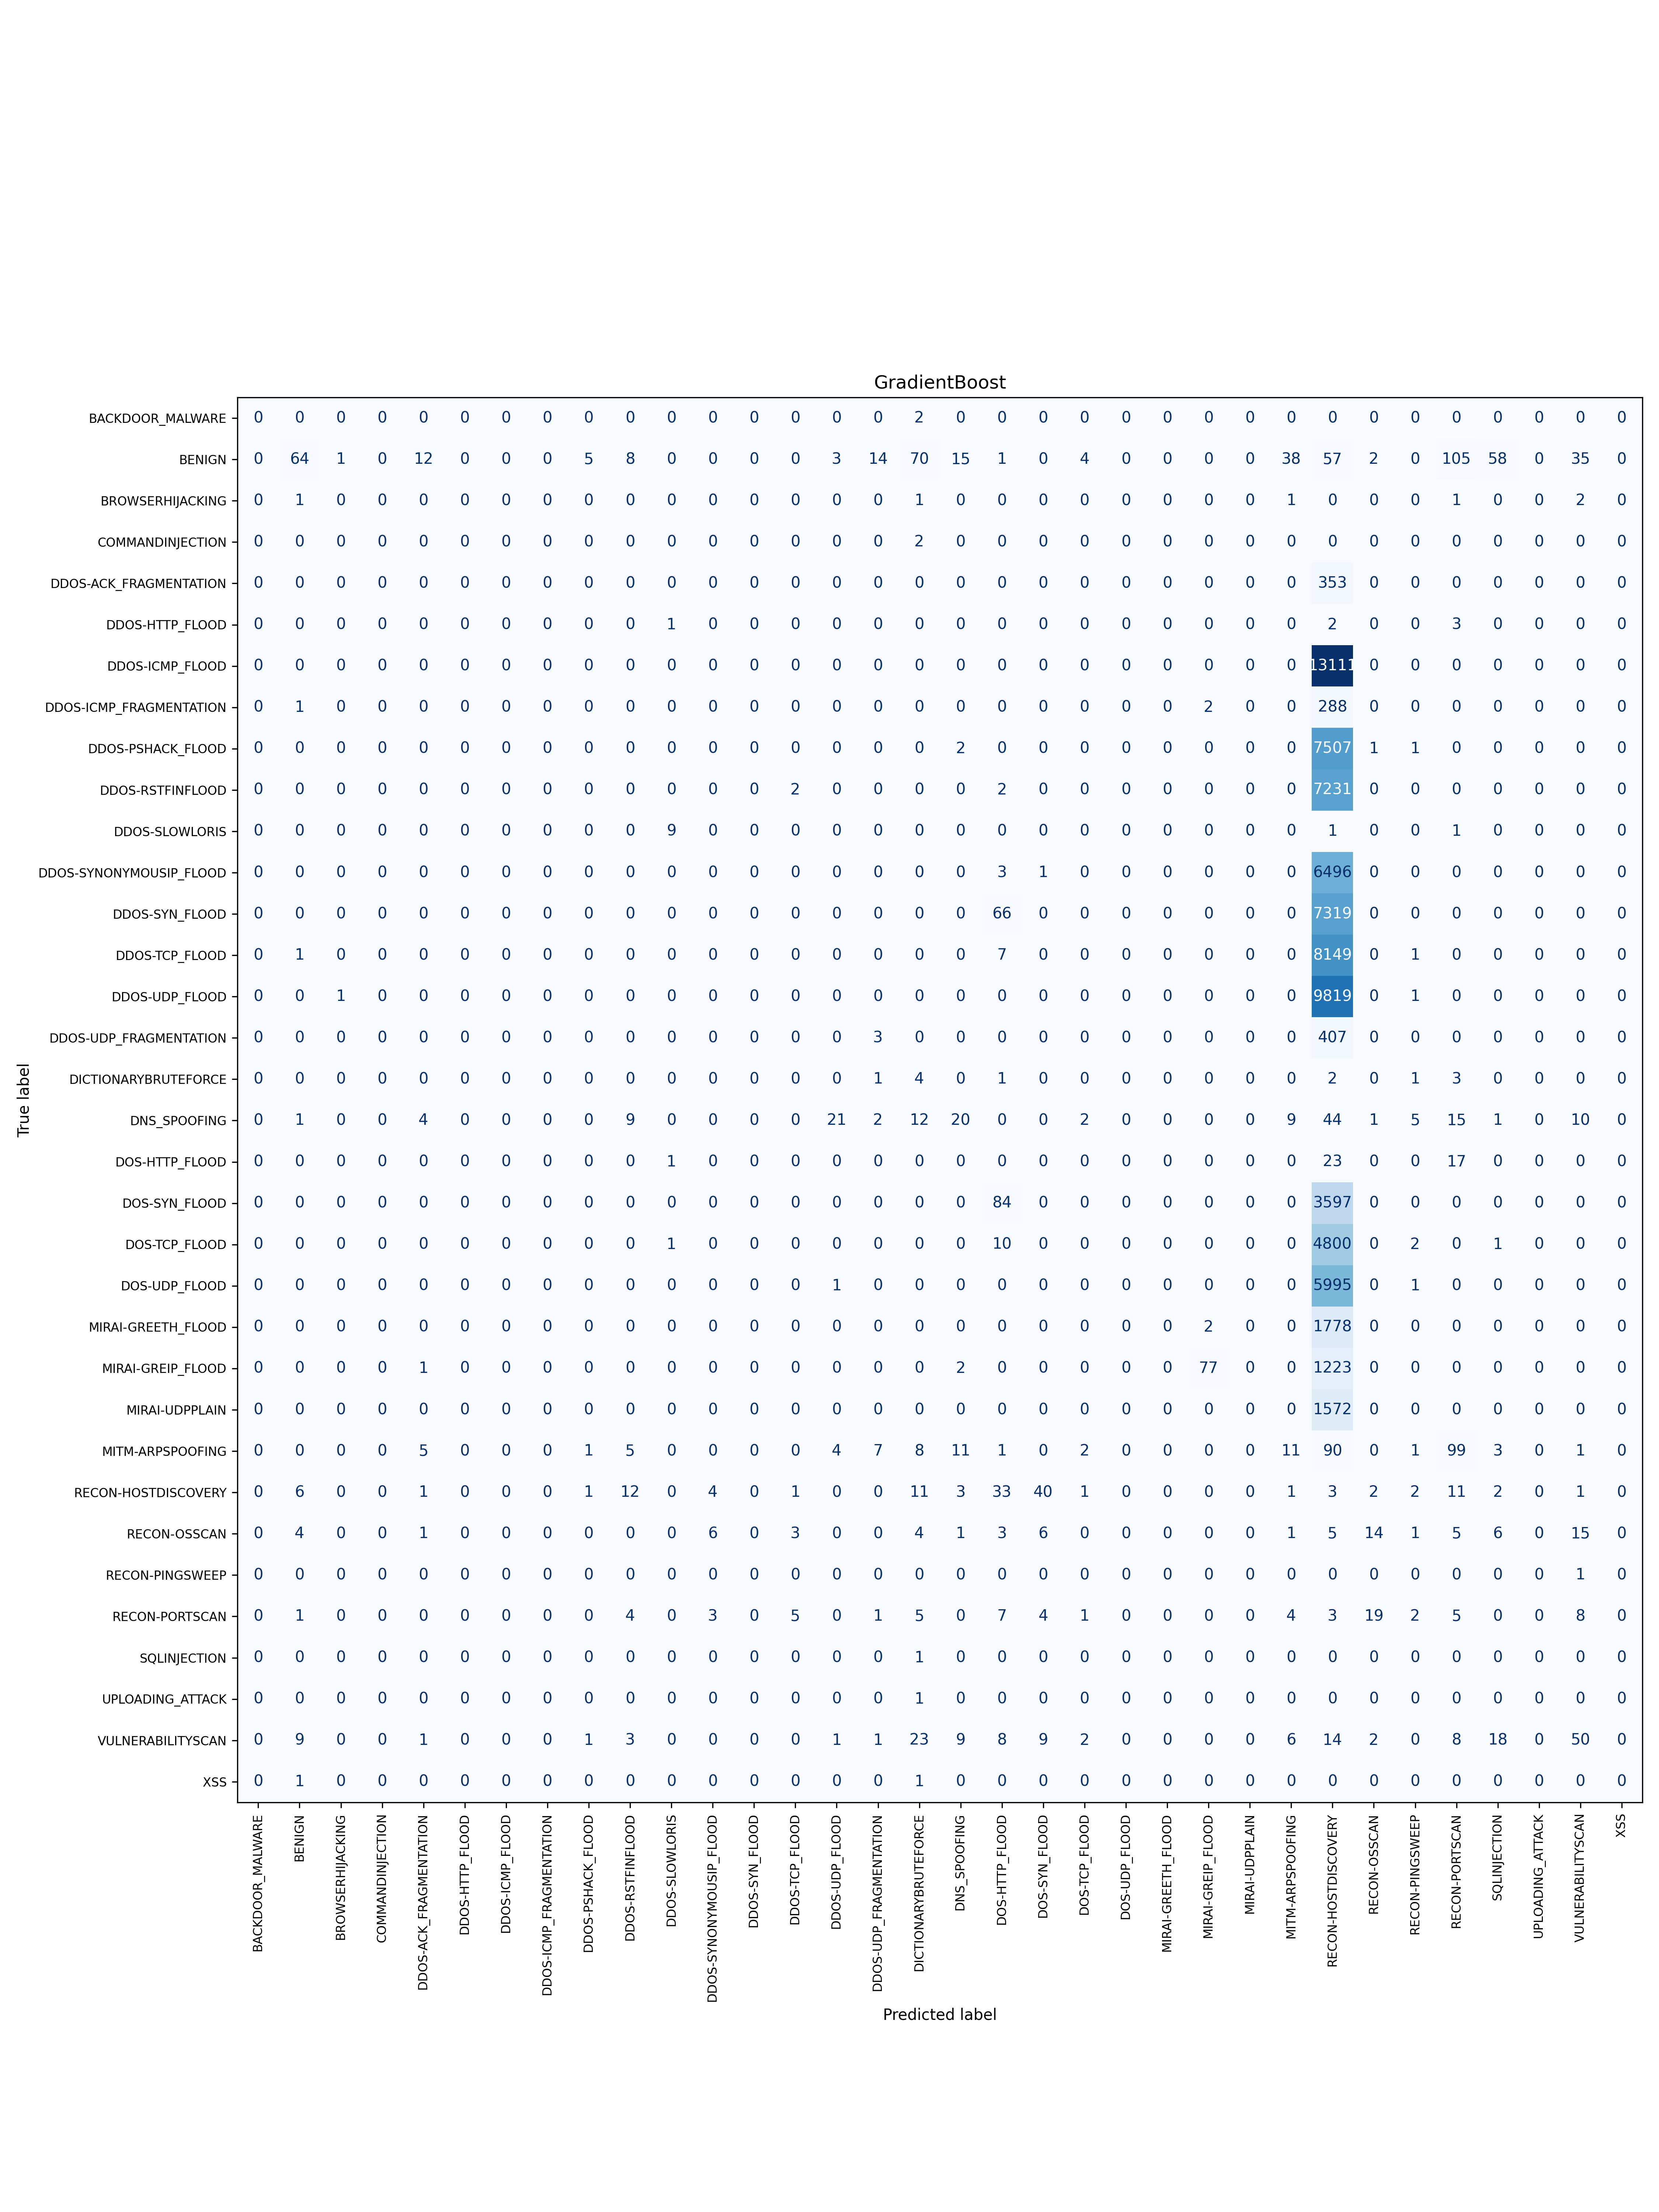 GradientBoost
BACKDOOR_MALWARE 0 0 0 0 0 0 0 0 0 0 0 0 0 0 0 0 2 0 0 0 0 0 0 0 0 0 0 0 0 0 0 0 0 0
BENIGN 0 64 1 0 12 0 0 0 5 8 0 0 0 0 3 14 70 15 1 0 4 0 0 0 0 38 57 2 0 105 58 0 35 0
BROWSERHIJACKING 0 1 0 0 0 0 0 0 0 0 0 0 0 0 0 0 1 0 0 0 0 0 0 0 0 1 0 0 0 1 0 0 2 0
COMMANDINJECTION 0 0 0 0 0 0 0 0 0 0 0 0 0 0 0 0 2 0 0 0 0 0 0 0 0 0 0 0 0 0 0 0 0 0
DDOS-ACK_FRAGMENTATION 0 0 0 0 0 0 0 0 0 0 0 0 0 0 0 0 0 0 0 0 0 0 0 0 0 0 353 0 0 0 0 0 0 0
DDOS-HTTP_FLOOD 0 0 0 0 0 0 0 0 0 0 1 0 0 0 0 0 0 0 0 0 0 0 0 0 0 0 2 0 0 3 0 0 0 0
DDOS-ICMP_FLOOD 0 0 0 0 0 0 0 0 0 0 0 0 0 0 0 0 0 0 0 0 0 0 0 0 0 0 13111 0 0 0 0 0 0 0
DDOS-ICMP_FRAGMENTATION 0 1 0 0 0 0 0 0 0 0 0 0 0 0 0 0 0 0 0 0 0 0 0 2 0 0 288 0 0 0 0 0 0 0
DDOS-PSHACK_FLOOD 0 0 0 0 0 0 0 0 0 0 0 0 0 0 0 0 0 2 0 0 0 0 0 0 0 0 7507 1 1 0 0 0 0 0
DDOS-RSTFINFLOOD 0 0 0 0 0 0 0 0 0 0 0 0 0 2 0 0 0 0 2 0 0 0 0 0 0 0 7231 0 0 0 0 0 0 0
DDOS-SLOWLORIS 0 0 0 0 0 0 0 0 0 0 9 0 0 0 0 0 0 0 0 0 0 0 0 0 0 0 1 0 0 1 0 0 0 0
DDOS-SYNONYMOUSIP_FLOOD 0 0 0 0 0 0 0 0 0 0 0 0 0 0 0 0 0 0 3 1 0 0 0 0 0 0 6496 0 0 0 0 0 0 0
DDOS-SYN_FLOOD 0 0 0 0 0 0 0 0 0 0 0 0 0 0 0 0 0 0 66 0 0 0 0 0 0 0 7319 0 0 0 0 0 0 0
DDOS-TCP_FLOOD 0 1 0 0 0 0 0 0 0 0 0 0 0 0 0 0 0 0 7 0 0 0 0 0 0 0 8149 0 1 0 0 0 0 0
DDOS-UDP_FLOOD 0 0 1 0 0 0 0 0 0 0 0 0 0 0 0 0 0 0 0 0 0 0 0 0 0 0 9819 0 1 0 0 0 0 0
DDOS-UDP_FRAGMENTATION 0 0 0 0 0 0 0 0 0 0 0 0 0 0 0 3 0 0 0 0 0 0 0 0 0 0 407 0 0 0 0 0 0 0
DICTIONARYBRUTEFORCE 0 0 0 0 0 0 0 0 0 0 0 0 0 0 0 1 4 0 1 0 0 0 0 0 0 0 2 0 1 3 0 0 0 0
DNS_SPOOFING 0 1 0 0 4 0 0 0 0 9 0 0 0 0 21 2 12 20 0 0 2 0 0 0 0 9 44 1 5 15 1 0 10 0
DOS-HTTP_FLOOD 0 0 0 0 0 0 0 0 0 0 1 0 0 0 0 0 0 0 0 0 0 0 0 0 0 0 23 0 0 17 0 0 0 0
DOS-SYN_FLOOD 0 0 0 0 0 0 0 0 0 0 0 0 0 0 0 0 0 0 84 0 0 0 0 0 0 0 3597 0 0 0 0 0 0 0
DOS-TCP_FLOOD 0 0 0 0 0 0 0 0 0 0 1 0 0 0 0 0 0 0 10 0 0 0 0 0 0 0 4800 0 2 0 1 0 0 0
DOS-UDP_FLOOD 0 0 0 0 0 0 0 0 0 0 0 0 0 0 1 0 0 0 0 0 0 0 0 0 0 0 5995 0 1 0 0 0 0 0
MIRAI-GREETH_FLOOD 0 0 0 0 0 0 0 0 0 0 0 0 0 0 0 0 0 0 0 0 0 0 0 2 0 0 1778 0 0 0 0 0 0 0
MIRAI-GREIP_FLOOD 0 0 0 0 1 0 0 0 0 0 0 0 0 0 0 0 0 2 0 0 0 0 0 77 0 0 1223 0 0 0 0 0 0 0
MIRAI-UDPPLAIN 0 0 0 0 0 0 0 0 0 0 0 0 0 0 0 0 0 0 0 0 0 0 0 0 0 0 1572 0 0 0 0 0 0 0
MITM-ARPSPOOFING 0 0 0 0 5 0 0 0 1 5 0 0 0 0 4 7 8 11 1 0 2 0 0 0 0 11 90 0 1 99 3 0 1 0
RECON-HOSTDISCOVERY 0 6 0 0 1 0 0 0 1 12 0 4 0 1 0 0 11 3 33 40 1 0 0 0 0 1 3 2 2 11 2 0 1 0
RECON-OSSCAN 0 4 0 0 1 0 0 0 0 0 0 6 0 3 0 0 4 1 3 6 0 0 0 0 0 1 5 14 1 5 6 0 15 0
RECON-PINGSWEEP 0 0 0 0 0 0 0 0 0 0 0 0 0 0 0 0 0 0 0 0 0 0 0 0 0 0 0 0 0 0 0 0 1 0
RECON-PORTSCAN 0 1 0 0 0 0 0 0 0 4 0 3 0 5 0 1 5 0 7 4 1 0 0 0 0 4 3 19 2 5 0 0 8 0
SQLINJECTION 0 0 0 0 0 0 0 0 0 0 0 0 0 0 0 0 1 0 0 0 0 0 0 0 0 0 0 0 0 0 0 0 0 0
UPLOADING_ATTACK 0 0 0 0 0 0 0 0 0 0 0 0 0 0 0 0 1 0 0 0 0 0 0 0 0 0 0 0 0 0 0 0 0 0
VULNERABILITYSCAN 0 9 0 0 1 0 0 0 1 3 0 0 0 0 1 1 23 9 8 9 2 0 0 0 0 6 14 2 0 8 18 0 50 0
XSS 0 1 0 0 0 0 0 0 0 0 0 0 0 0 0 0 1 0 0 0 0 0 0 0 0 0 0 0 0 0 0 0 0 0
True label
BACKDOOR_MALWARE
BENIGN
BROWSERHIJACKING
COMMANDINJECTION
DDOS-ACK_FRAGMENTATION
DDOS-HTTP_FLOOD
DDOS-ICMP_FLOOD
DDOS-ICMP_FRAGMENTATION
DDOS-PSHACK_FLOOD
DDOS-RSTFINFLOOD
DDOS-SLOWLORIS
DDOS-SYNONYMOUSIP_FLOOD
DDOS-SYN_FLOOD
DDOS-TCP_FLOOD
DDOS-UDP_FLOOD
DDOS-UDP_FRAGMENTATION
DICTIONARYBRUTEFORCE
DNS_SPOOFING
DOS-HTTP_FLOOD
DOS-SYN_FLOOD
DOS-TCP_FLOOD
DOS-UDP_FLOOD
MIRAI-GREETH_FLOOD
MIRAI-GREIP_FLOOD
MIRAI-UDPPLAIN
MITM-ARPSPOOFING
RECON-HOSTDISCOVERY
RECON-OSSCAN
RECON-PINGSWEEP
RECON-PORTSCAN
SQLINJECTION
UPLOADING_ATTACK
VULNERABILITYSCAN
XSS
Predicted label